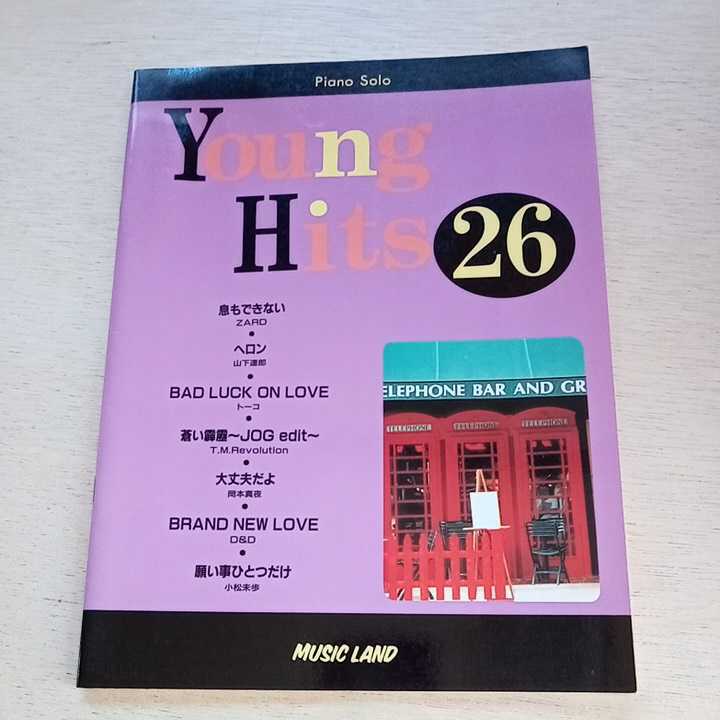 Piano Solo
Young
Hits 26
息もできない
ZARD
ヘロン
山下達郎
BAD LUCK ON LOVE
トーコ
蒼い霹靂~JOG edit~
T.M.Revolution
大丈夫だよ
岡本真夜
BRAND NEW LOVE
D&D
願い事ひとつだけ
小松未歩
ELEPHONE BAR AND GR
TELEPHONE
TELEPHONE
TELEPHONE
MUSIC LAND